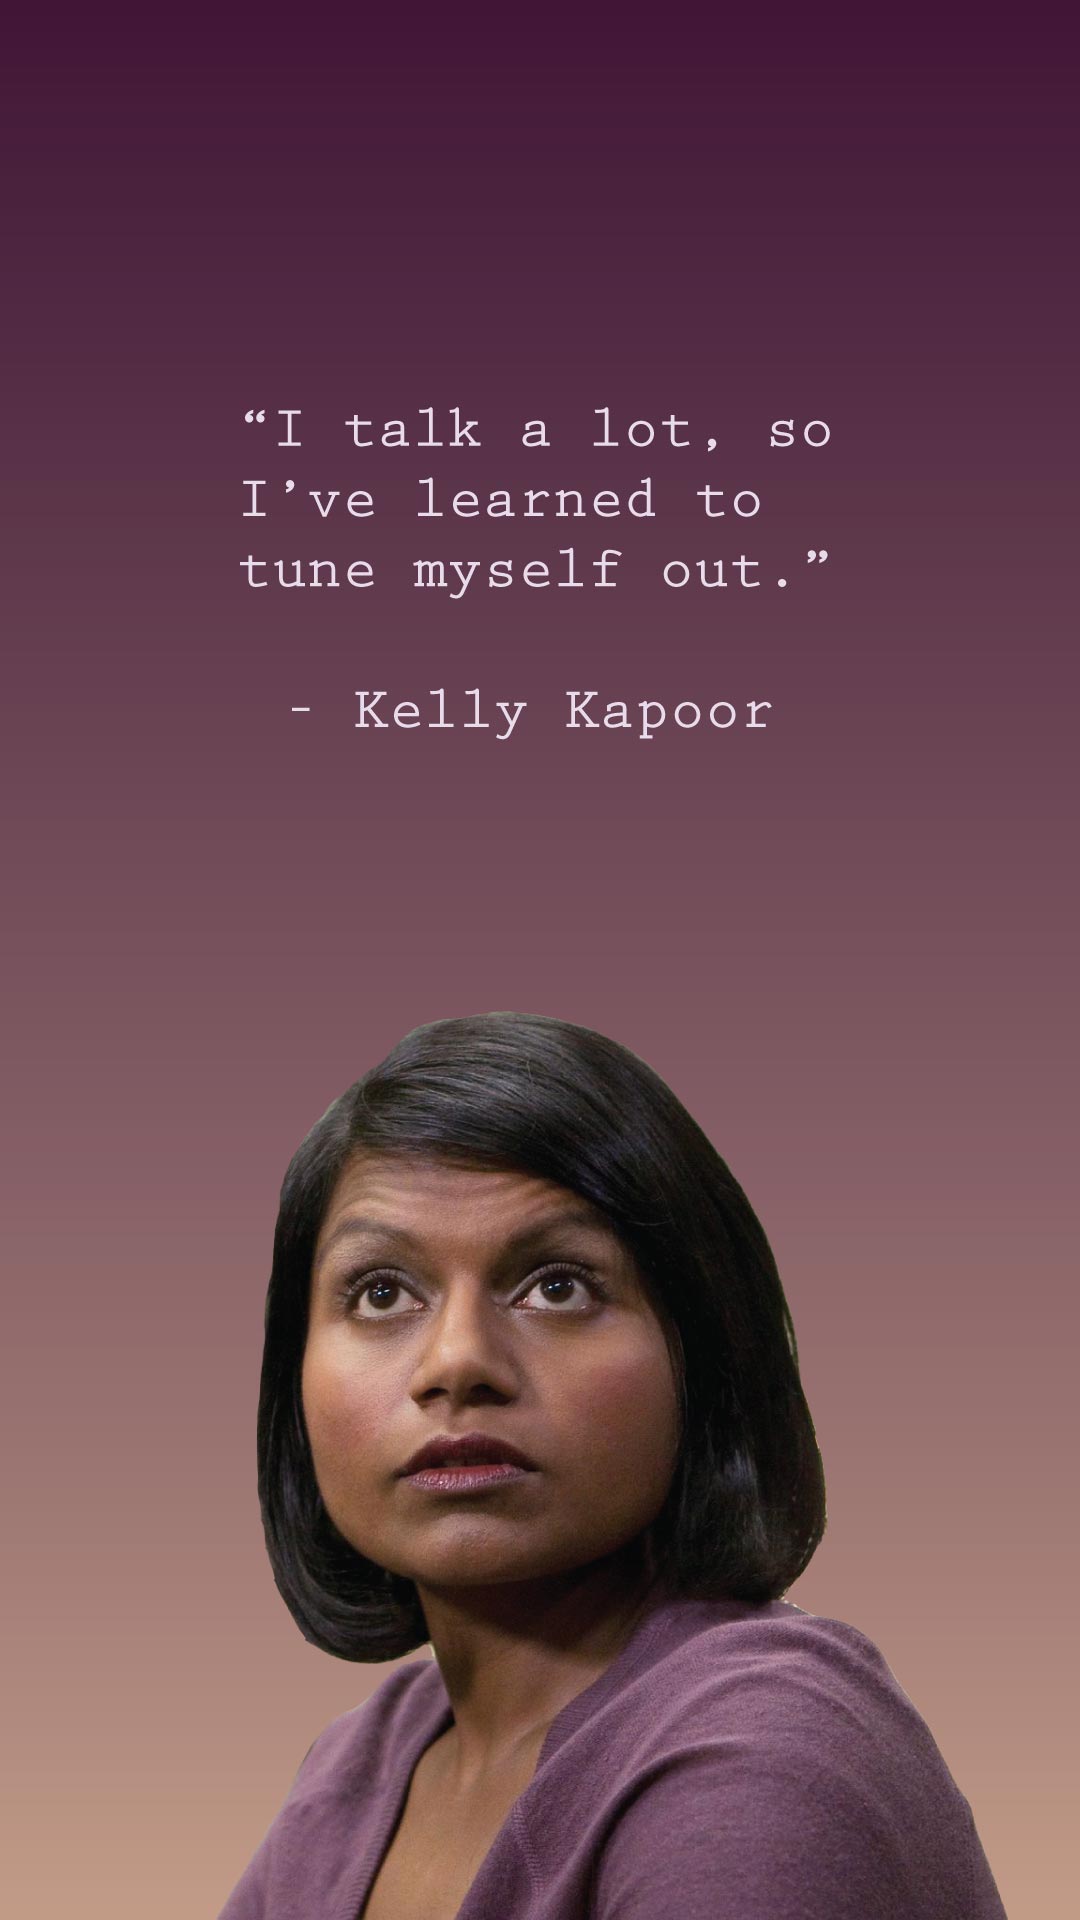 “I talk a lot, so
I’ve learned to
tune myself out.”
- Kelly Kapoor